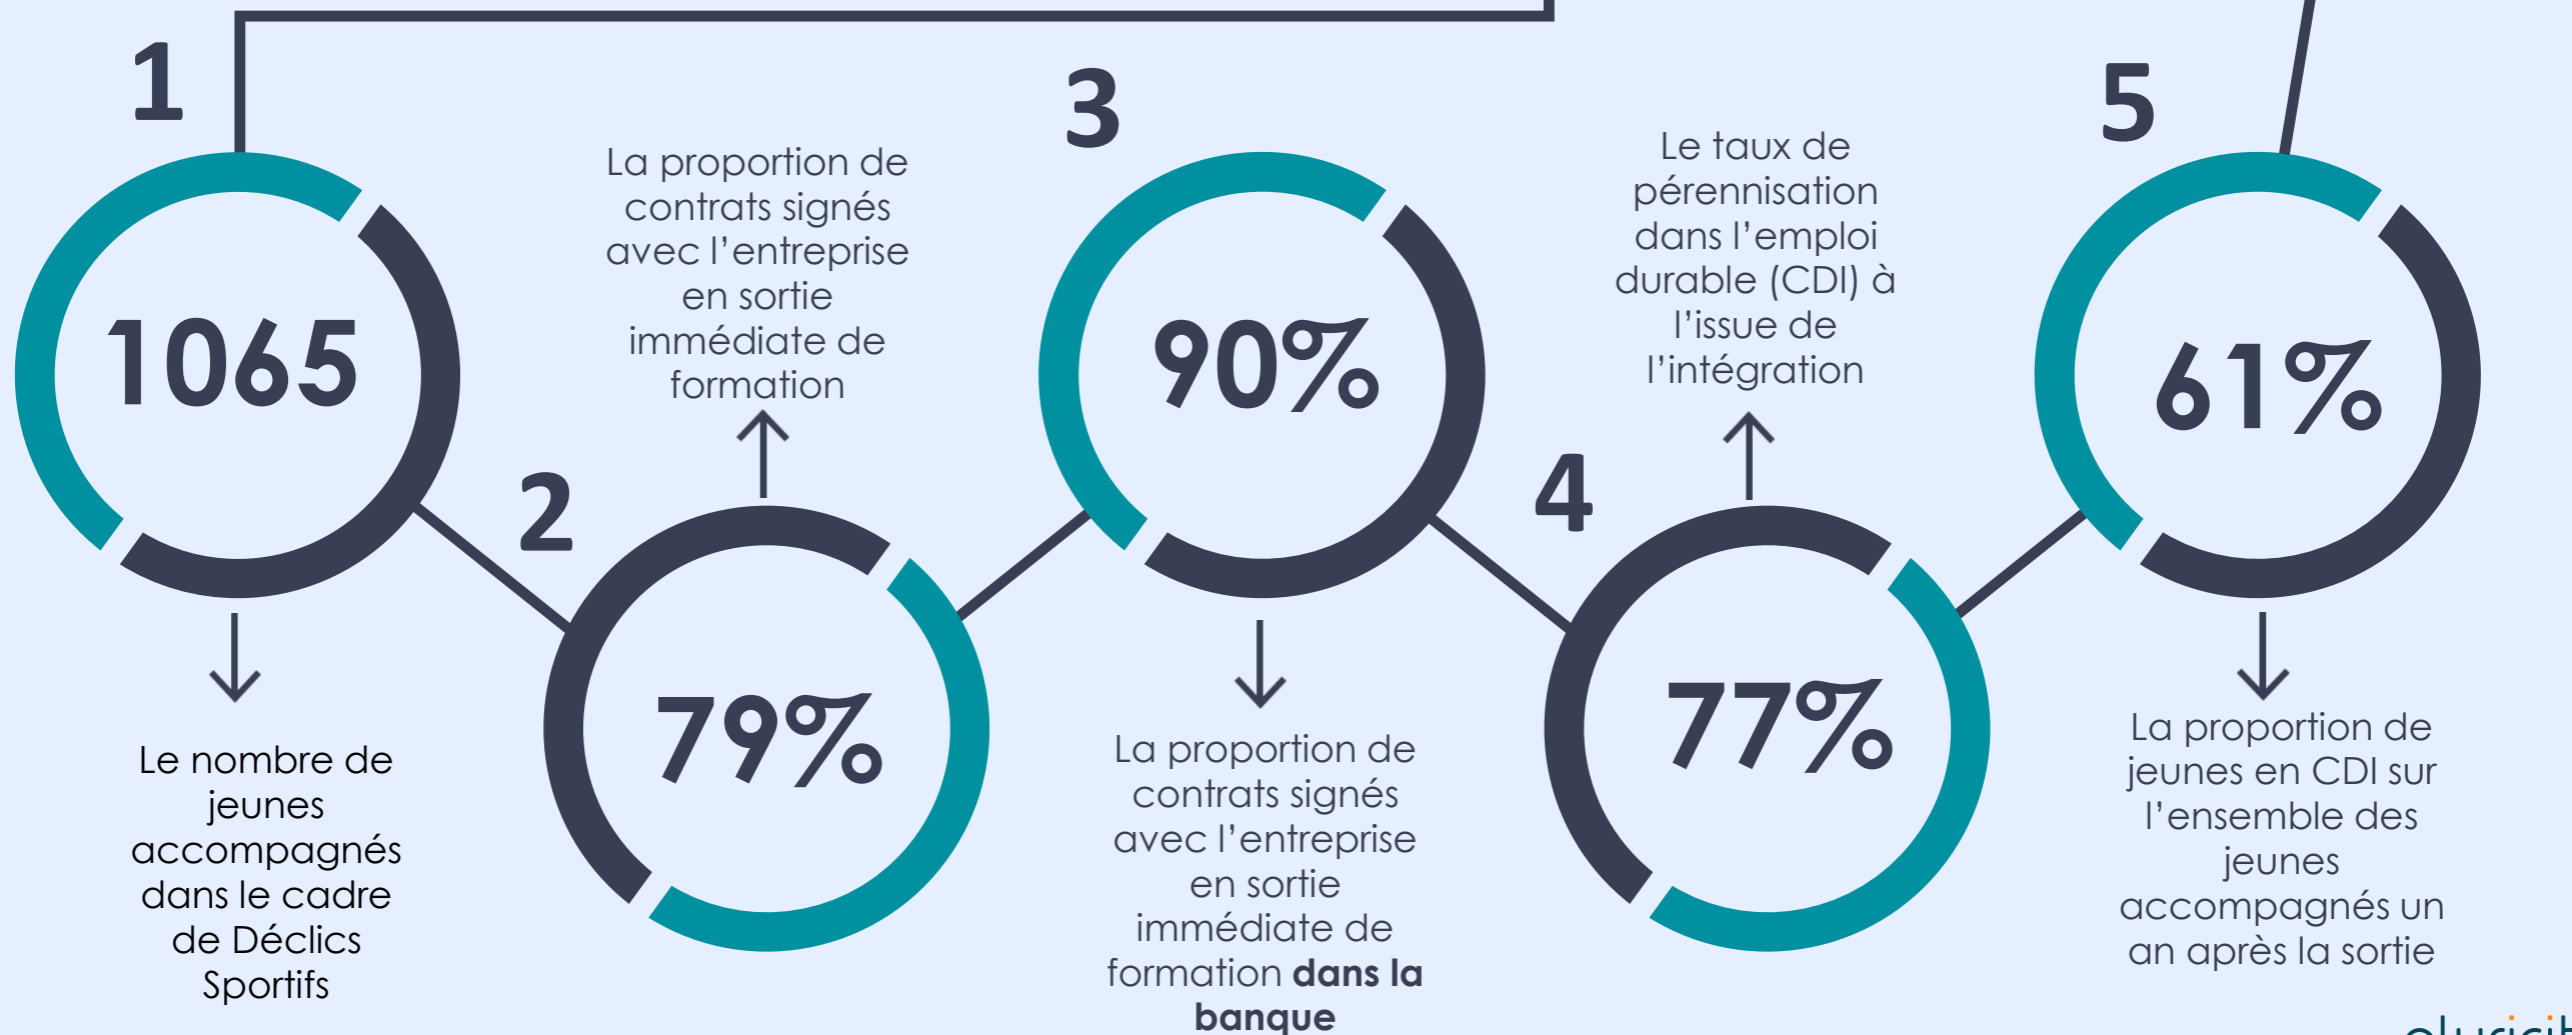 1
1065
Le nombre de
jeunes
accompagnés
dans le cadre
de Déclics
Sportifs
2
La proportion de
contrats signés
avec l’entreprise
en sortie
immédiate de
formation
79%
3
90%
La proportion de
contrats signés
avec l’entreprise
en sortie
immédiate de
formation dans la
banque
4
Le taux de
pérennisation
dans l’emploi
durable (CDI) à
l’issue de
l’intégration
77%
5
61%
La proportion de
jeunes en CDI sur
l’ensemble des
jeunes
accompagnés un
an après la sortie